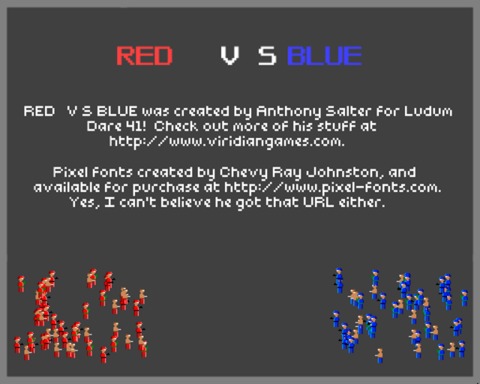 RED VS BLUE
RED VS BLUE was created by Anthony Salter for Ludum
Dare 41! Check out more of his stuff at
http://www.viridiangames.com.
Pixel fonts created by Chevy Ray Johnston, and
available for purchase at http://www.pixel-fonts.com.
Yes, I can't believe he got that URL either.